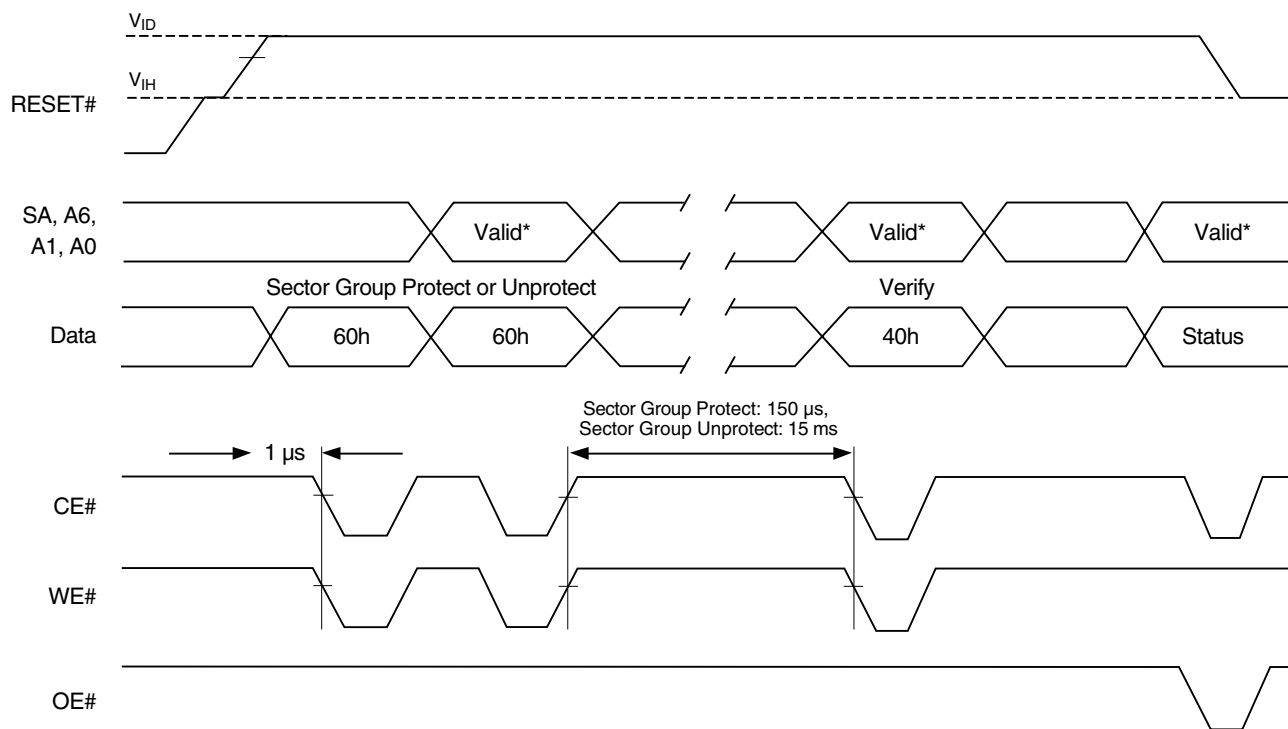 VID
VIH
RESET#
SA, A6,
A1, A0
Valid*
Valid*
Valid*
Sector Group Protect or Unprotect
Verify
Data
60h
60h
40h
Status
Sector Group Protect: 150 µs,
Sector Group Unprotect: 15 ms
1 µs
CE#
WE#
OE#